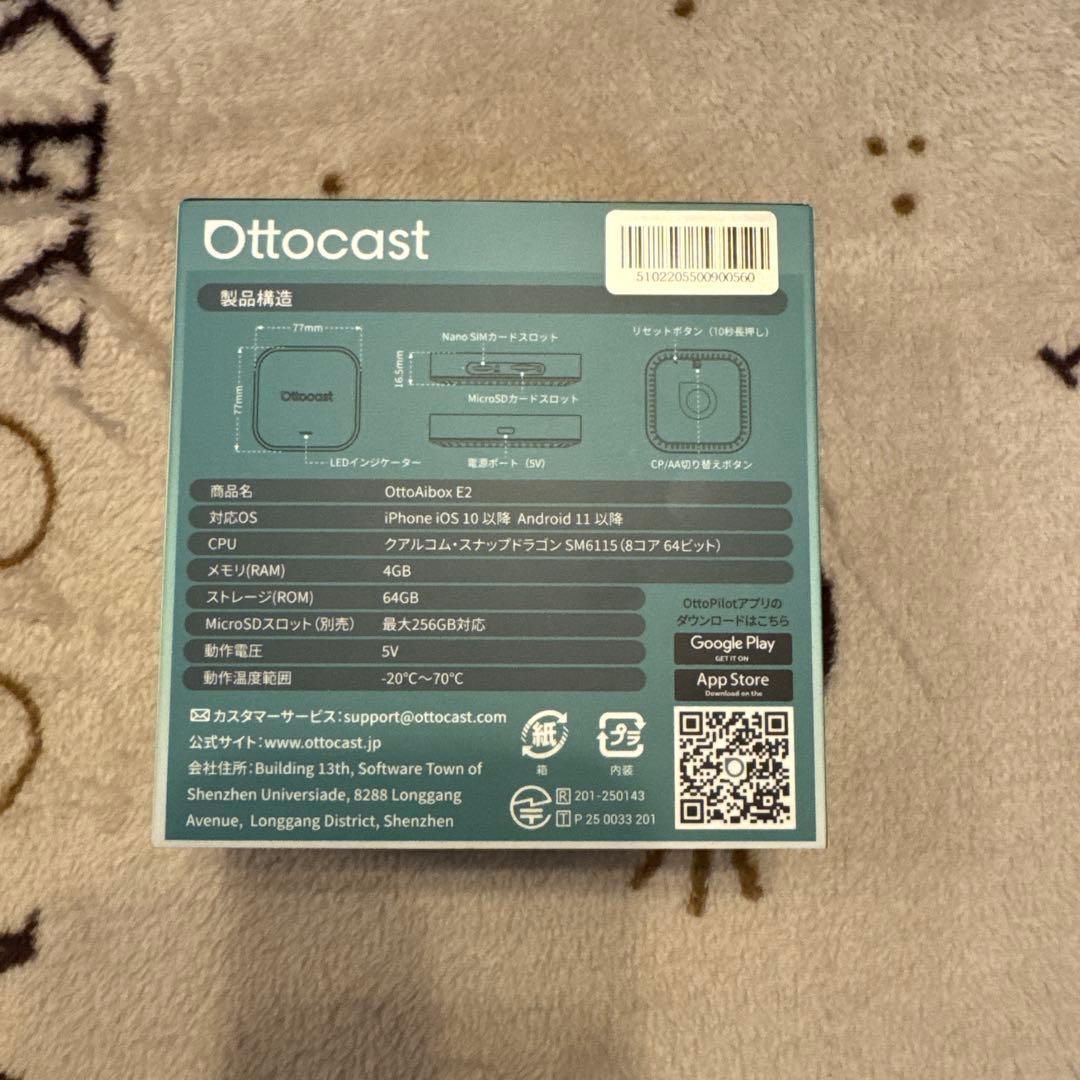 Ottocast
5102205500900560
製品構造
77mm
77mm
Ottocast
LEDインジケーター
Nano SIMカードスロット
16.5mm
MicroSDカードスロット
電源ポート（5V）
リセットボタン（10秒長押し）
CP/AA切り替えボタン
商品名 OttoAibox E2
対応OS iPhone iOS 10 以降 Android 11 以降
CPU クアルコム・スナップドラゴン SM6115（8コア 64ビット）
メモリ(RAM) 4GB
ストレージ(ROM) 64GB
MicroSDスロット（別売） 最大256GB対応
動作電圧 5V
動作温度範囲 -20℃～70℃
OttoPilotアプリの
ダウンロードはこちら
Google Play
GET IT ON
App Store
Download on the
カスタマーサービス：support@ottocast.com
公式サイト：www.ottocast.jp
会社住所：Building 13th, Software Town of
Shenzhen Universiade, 8288 Longgang
Avenue, Longgang District, Shenzhen
紙
箱
プラ
内装
R 201-250143
T P 25 0033 201
KEY